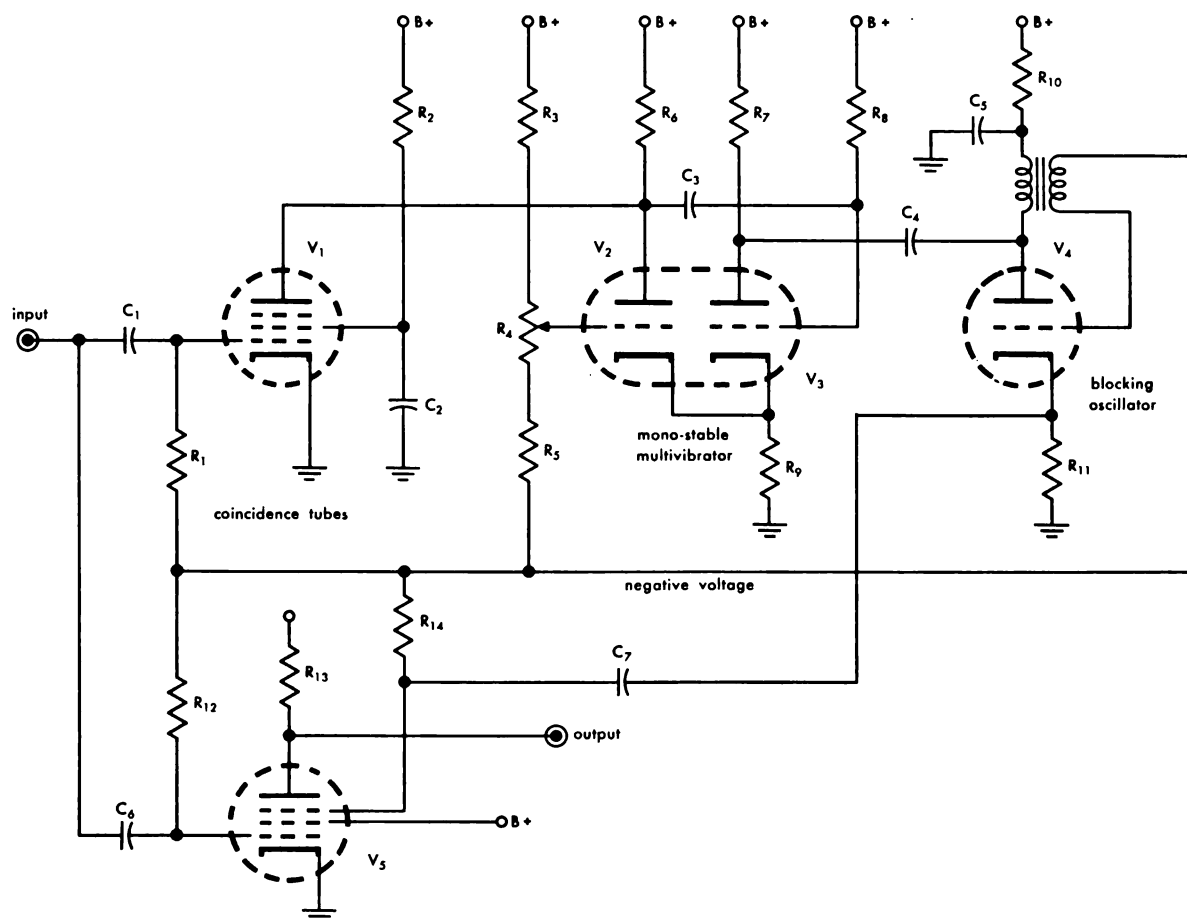 B+ B+ B+ B+ B+ B+
R2 R3 R6 R7 R8 R10
C5
C3
C4
V1 V2 V4
input C1
R4
V3
blocking
oscillator
C2
mono-stable
multivibrator
R1 R5 R9 R11
coincidence tubes
negative voltage
R14
R13
C7
R12
output
C6
B+
V5